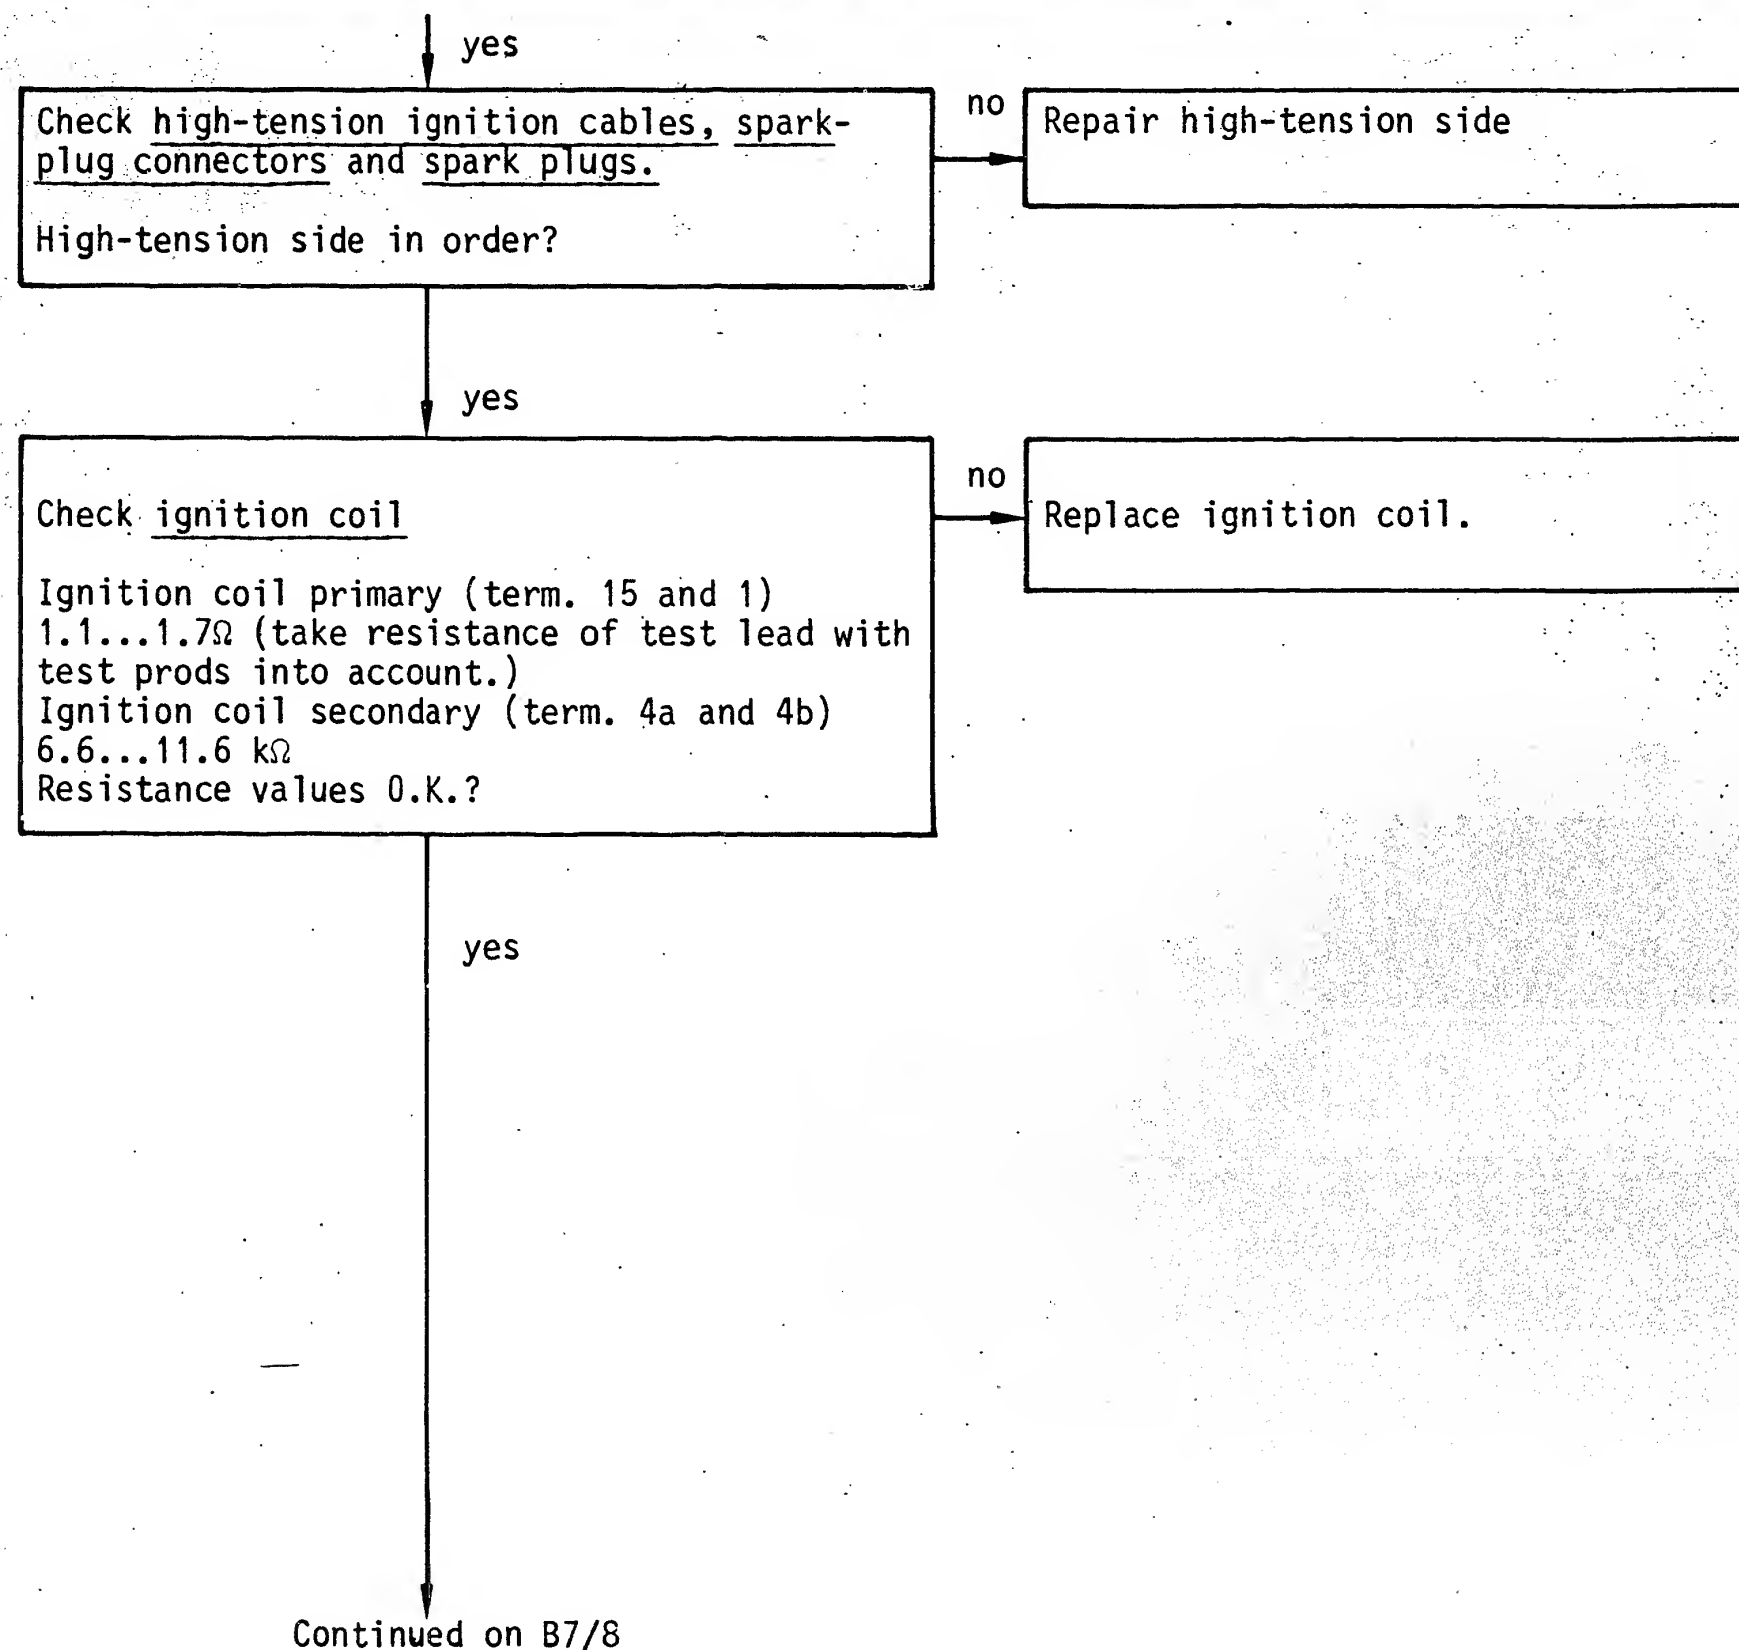 yes
Check high-tension ignition cables, spark-
plug connectors and spark plugs.
High-tension side in order?
no
Repair high-tension side
yes
Check ignition coil
Ignition coil primary (term. 15 and 1)
1.1...1.7Ω (take resistance of test lead with
test prods into account.)
Ignition coil secondary (term. 4a and 4b)
6.6...11.6 kΩ
Resistance values O.K.?
no
Replace ignition coil.
yes
Continued on B7/8